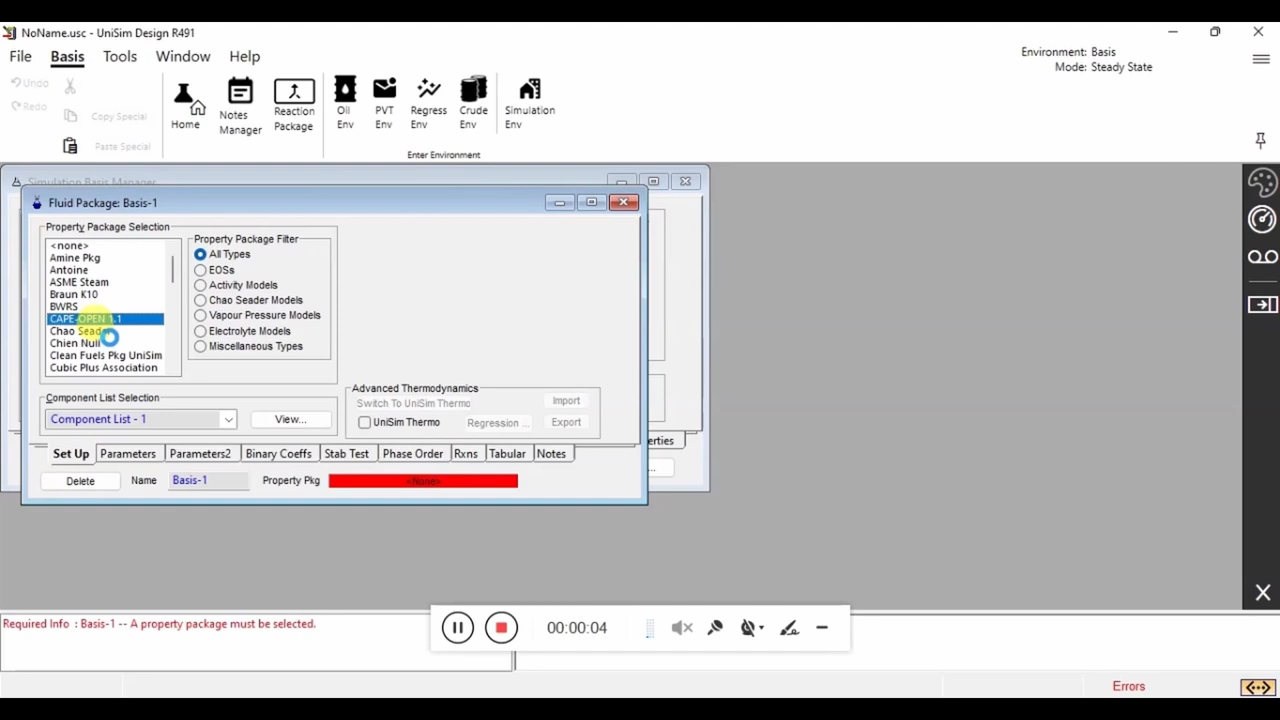 NoName.usc - UniSim Design R491
File Basis Tools Window Help
Environment: Basis
Mode: Steady State
Undo
Redo
Copy Special
Paste Special
Home
Notes Manager
Reaction Package
Oil Env
PVT Env
Regress Env
Crude Env
Simulation Env
Enter Environment
Simulation Basis Manager
Fluid Package: Basis-1
Property Package Selection
<none>
Amine Pkg
Antoine
ASME Steam
Braun K10
BWRS
CAPE-OPEN 1.1
Chao Seader
Chien Null
Clean Fuels Pkg UniSim
Cubic Plus Association
Property Package Filter
All Types
EOSs
Activity Models
Chao Seader Models
Vapour Pressure Models
Electrolyte Models
Miscellaneous Types
Component List Selection
Component List - 1
View...
Advanced Thermodynamics
Switch To UniSim Thermo
Import
UniSim Thermo
Regression ...
Export
erties
...
Set Up Parameters Parameters2 Binary Coeffs Stab Test Phase Order Rxns Tabular Notes
Delete Name Basis-1 Property Pkg <None>
Required Info : Basis-1 -- A property package must be selected.
00:00:04
Errors